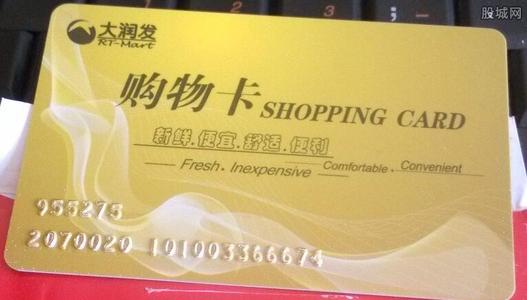 股城网
大润发
RT-Mart
购物卡 SHOPPING CARD
新鲜.便宜.舒适.便利
Fresh. Inexpensive Comfortable. Convenient
955275
2070020 101003366674